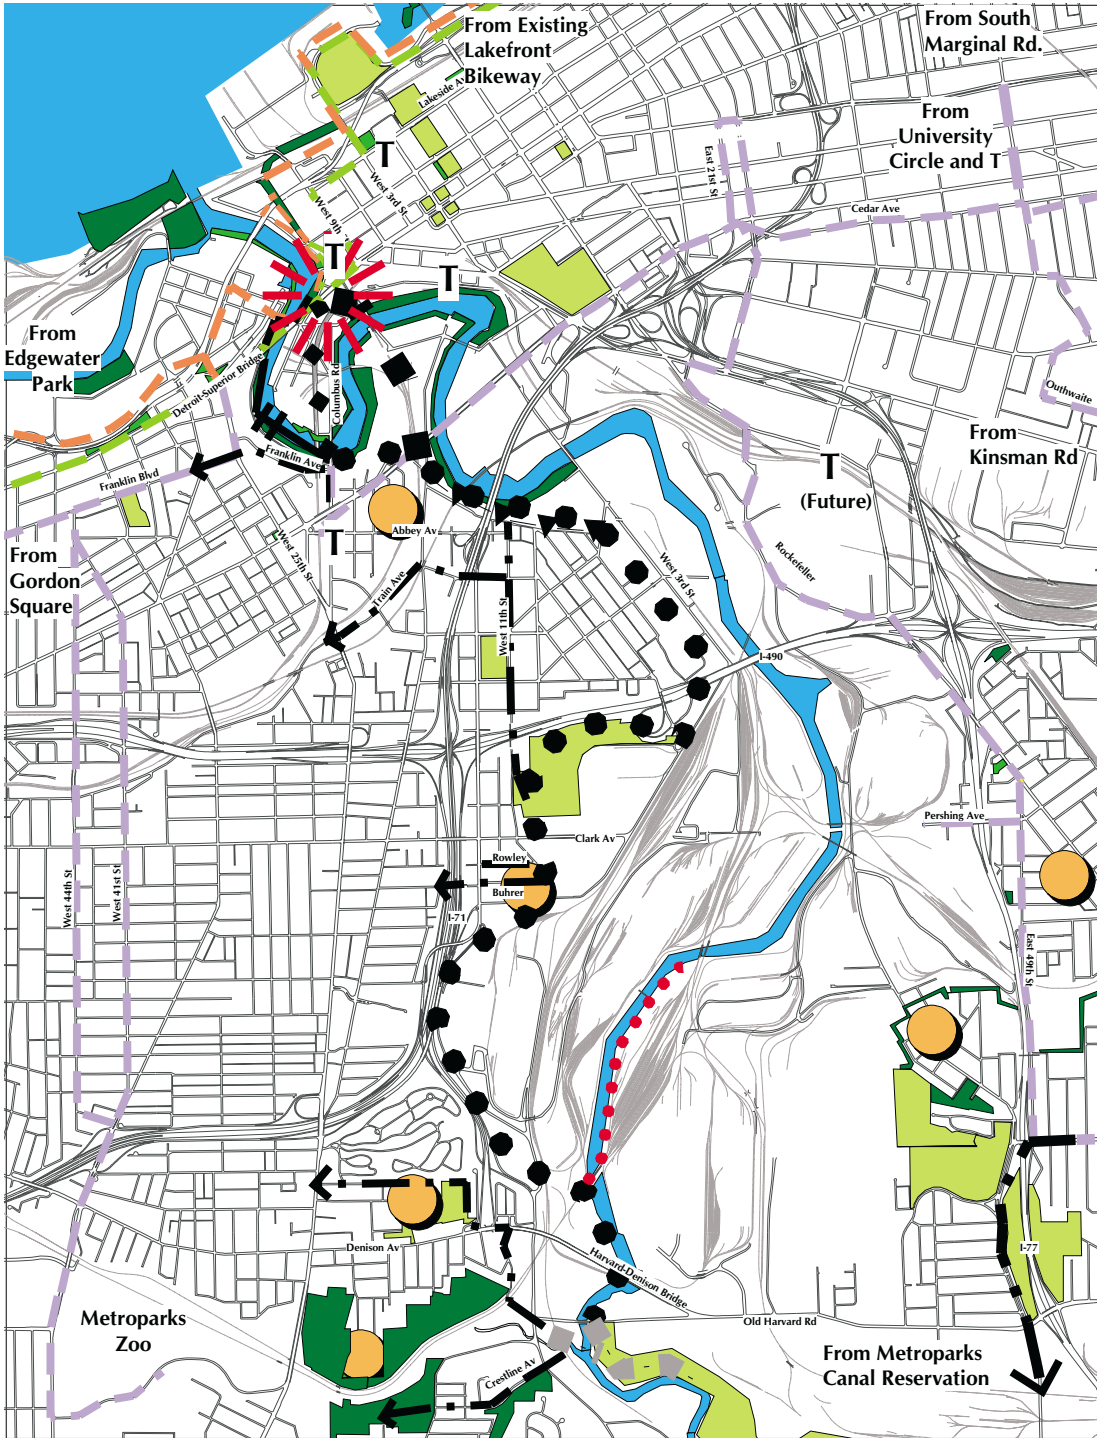 From Existing
Lakefront
Bikeway
From South
Marginal Rd.
Lakeside A
From
University
Circle and T
T
East 21st St
West 3rd St
Cedar Ave
West 9th
T
T
From
Edgewater
Park
Detroit-Superior Bridge
Columbus Rd
Outhwaite
From
Kinsman Rd
Franklin Ave
Franklin Blvd
T
(Future)
Abbey Av
T
West 25th St
From
Gordon
Square
Train Ave
West 3rd St
Rockefeller
West 11th St
I-490
Pershing Ave
Clark Av
Rowley
Buhrer
West 44th St
West 41st St
I-71
East 49th St
Denison Av
Harvard-Denison Bridge
I-77
Metroparks
Zoo
Old Harvard Rd
From Metroparks
Canal Reservation
Crestline Av